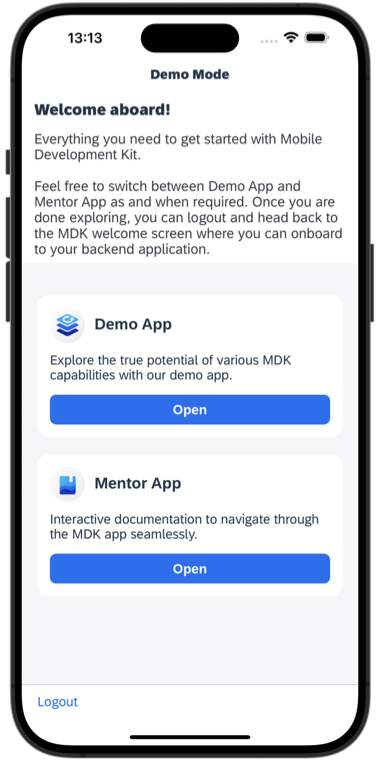 13:13
Demo Mode
Welcome aboard!
Everything you need to get started with Mobile
Development Kit.
Feel free to switch between Demo App and
Mentor App as and when required. Once you are
done exploring, you can logout and head back to
the MDK welcome screen where you can onboard
to your backend application.
Demo App
Explore the true potential of various MDK
capabilities with our demo app.
Open
Mentor App
Interactive documentation to navigate through
the MDK app seamlessly.
Open
Logout